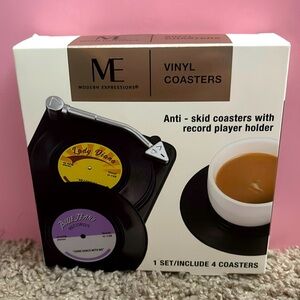 ME
MODERN EXPRESSIONS®
VINYL
COASTERS
Anti - skid coasters with
record player holder
Lady Diana
RECORDS
1 SET/INCLUDE 4 COASTERS